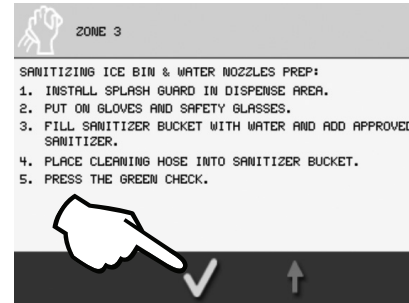 ZONE 3
SANITIZING ICE BIN & WATER NOZZLES PREP:
1. INSTALL SPLASH GUARD IN DISPENSE AREA.
2. PUT ON GLOVES AND SAFETY GLASSES.
3. FILL SANITIZER BUCKET WITH WATER AND ADD APPROVED
SANITIZER.
4. PLACE CLEANING HOSE INTO SANITIZER BUCKET.
5. PRESS THE GREEN CHECK.